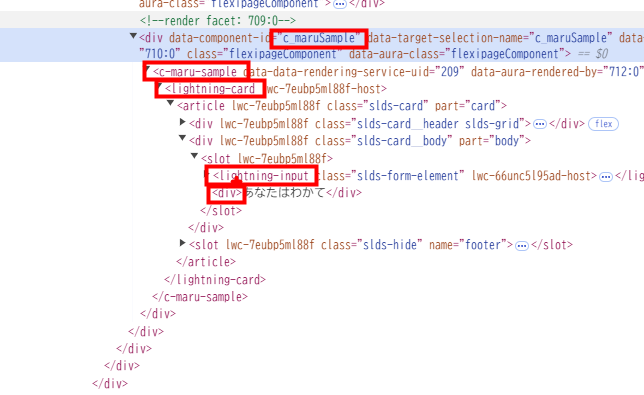 aura-class="flexipageComponent">…</div>
<!--render facet: 709:0-->
▼<div data-component-id="c_maruSample" data-target-selection-name="c_maruSample" data-
"710:0" class="flexipageComponent" data-aura-class="flexipageComponent"> == $0
▼<c-maru-sample data-data-rendering-service-uid="209" data-aura-rendered-by="712:0"
▼<lightning-card lwc-7eubp5ml88f-host>
▼<article lwc-7eubp5ml88f class="slds-card" part="card">
▶<div lwc-7eubp5ml88f class="slds-card__header slds-grid">…</div> flex
▼<div lwc-7eubp5ml88f class="slds-card__body" part="body">
▼<slot lwc-7eubp5ml88f>
<lightning-input class="slds-form-element" lwc-66unc5l95ad-host>…</lig
<div>あなたはわかて</div>
</slot>
</div>
▶<slot lwc-7eubp5ml88f class="slds-hide" name="footer">…</slot>
</article>
</lightning-card>
</c-maru-sample>
</div>
</div>
</div>
</div>
</div>